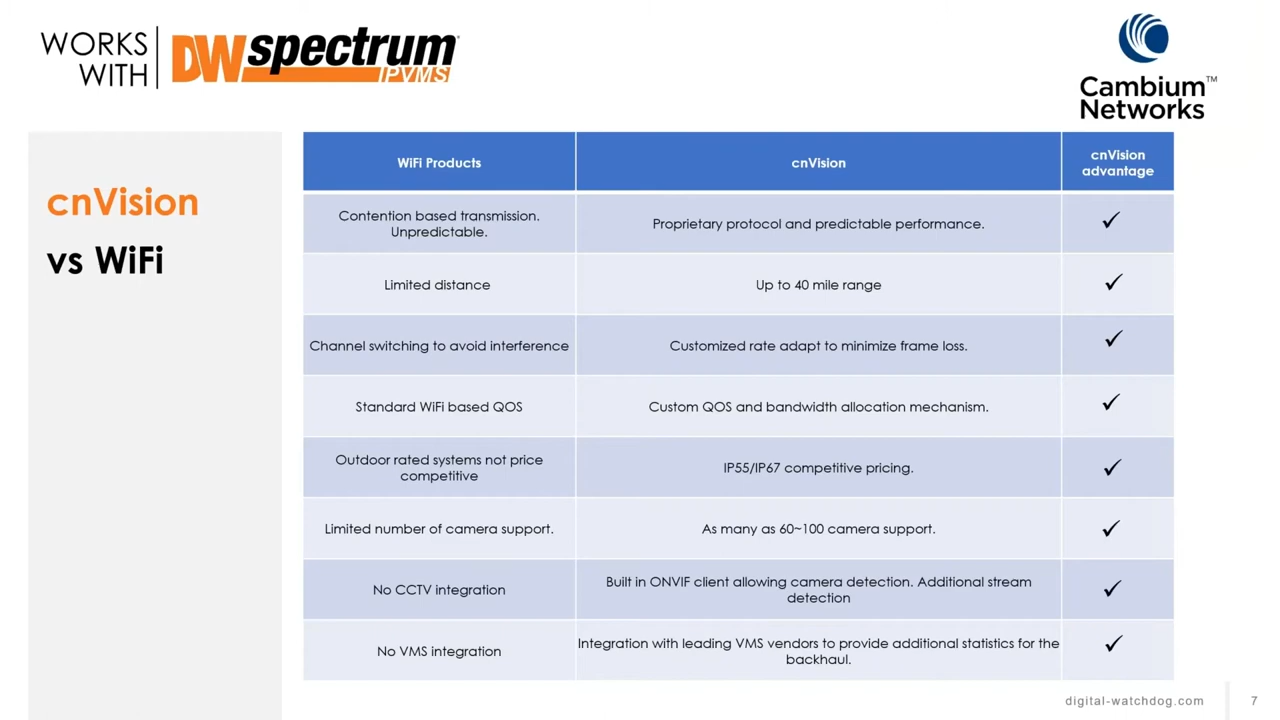 WORKS
WITH
DWspectrum®
IPVMS
Cambium™
Networks
cnVision
vs WiFi
WiFi Products
cnVision
cnVision
advantage
Contention based transmission.
Unpredictable.
Proprietary protocol and predictable performance.
✓
Limited distance
Up to 40 mile range
✓
Channel switching to avoid interference
Customized rate adapt to minimize frame loss.
✓
Standard WiFi based QOS
Custom QOS and bandwidth allocation mechanism.
✓
Outdoor rated systems not price
competitive
IP55/IP67 competitive pricing.
✓
Limited number of camera support.
As many as 60~100 camera support.
✓
No CCTV integration
Built in ONVIF client allowing camera detection. Additional stream
detection
✓
No VMS integration
Integration with leading VMS vendors to provide additional statistics for the
backhaul.
✓
digital-watchdog.com
7